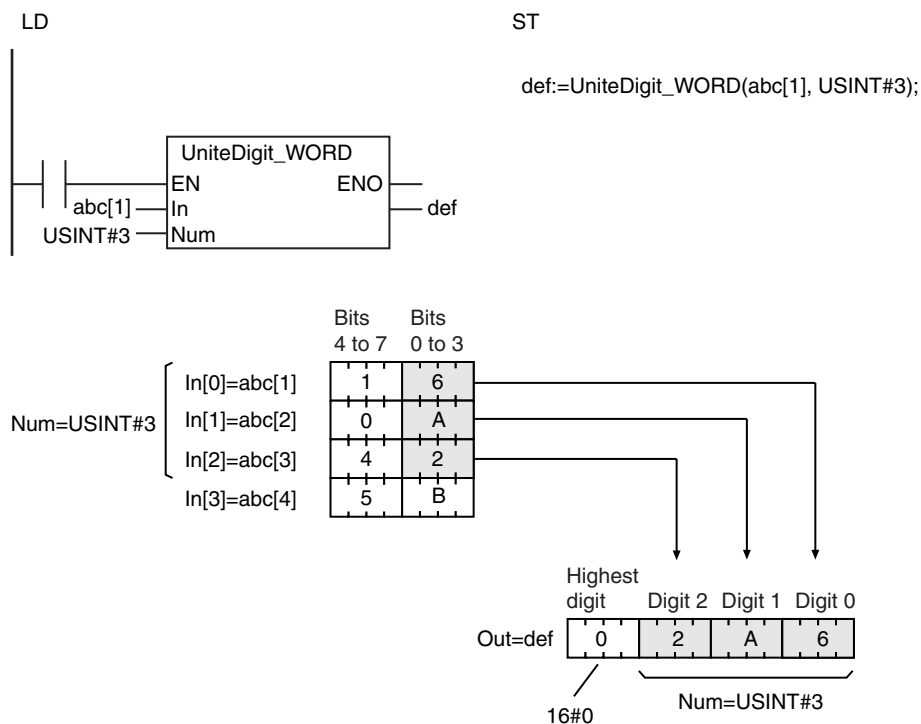 LD
ST
def:=UniteDigit_WORD(abc[1], USINT#3);
UniteDigit_WORD
EN ENO
abc[1] In def
USINT#3 Num
Bits Bits
4 to 7 0 to 3
In[0]=abc[1] 1 6
Num=USINT#3
In[1]=abc[2] 0 A
In[2]=abc[3] 4 2
In[3]=abc[4] 5 B
Highest
digit Digit 2 Digit 1 Digit 0
Out=def 0 2 A 6
Num=USINT#3
16#0